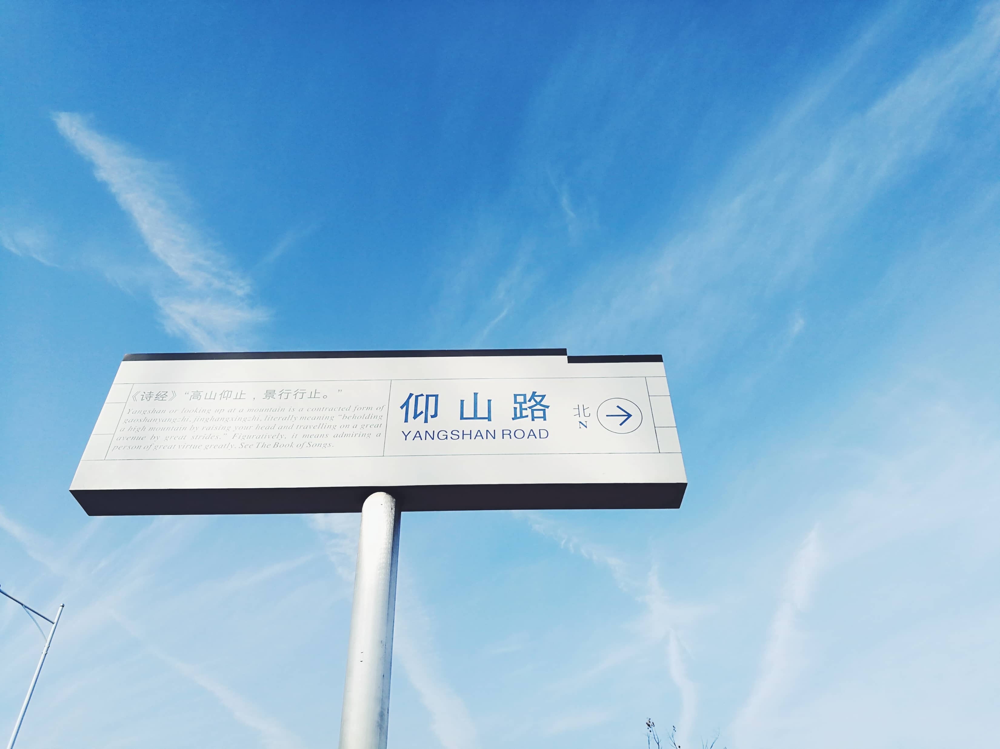 《诗经》“高山仰止，景行行止。”
Yangshan or looking up at a mountain is a contracted form of
gaoshanyangzhi, jinghangxingzhi, literally meaning “beholding
a high mountain by raising your head and travelling on a great
avenue by great strides.” Figuratively, it means admiring a
person of great virtue greatly. See The Book of Songs.
仰山路
YANGSHAN ROAD
北
N